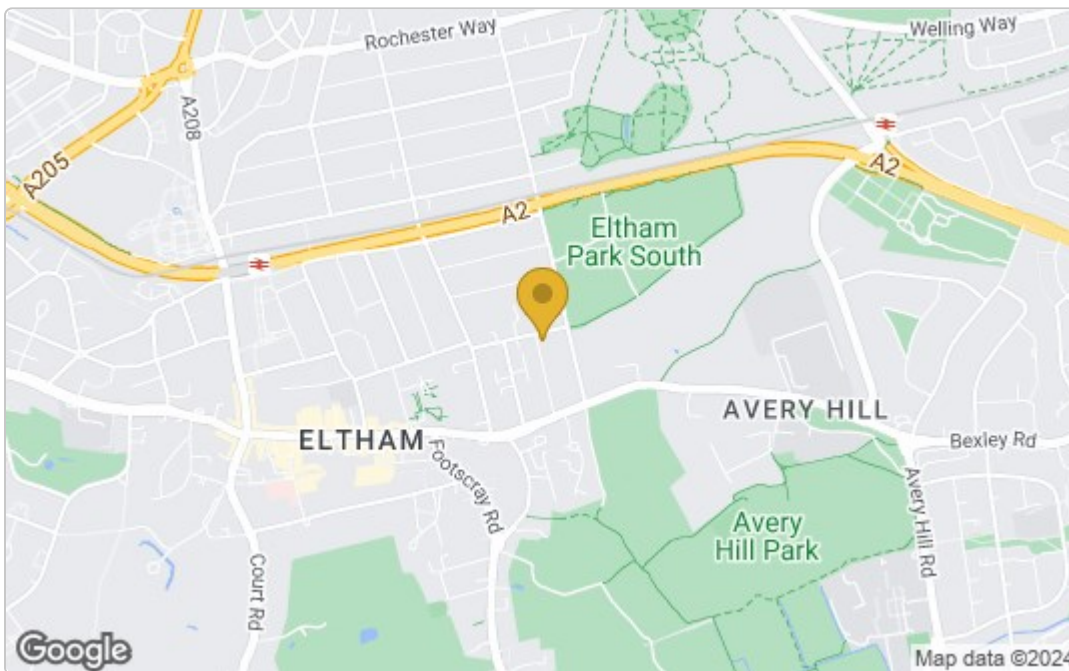 Rochester Way
Welling Way
A208
A205
A2
A2
Eltham
Park South
ELTHAM
Footscray Rd
AVERY HILL
Bexley Rd
Avery
Hill Park
Avery Hill Rd
Court Rd
Google
Map data ©2024